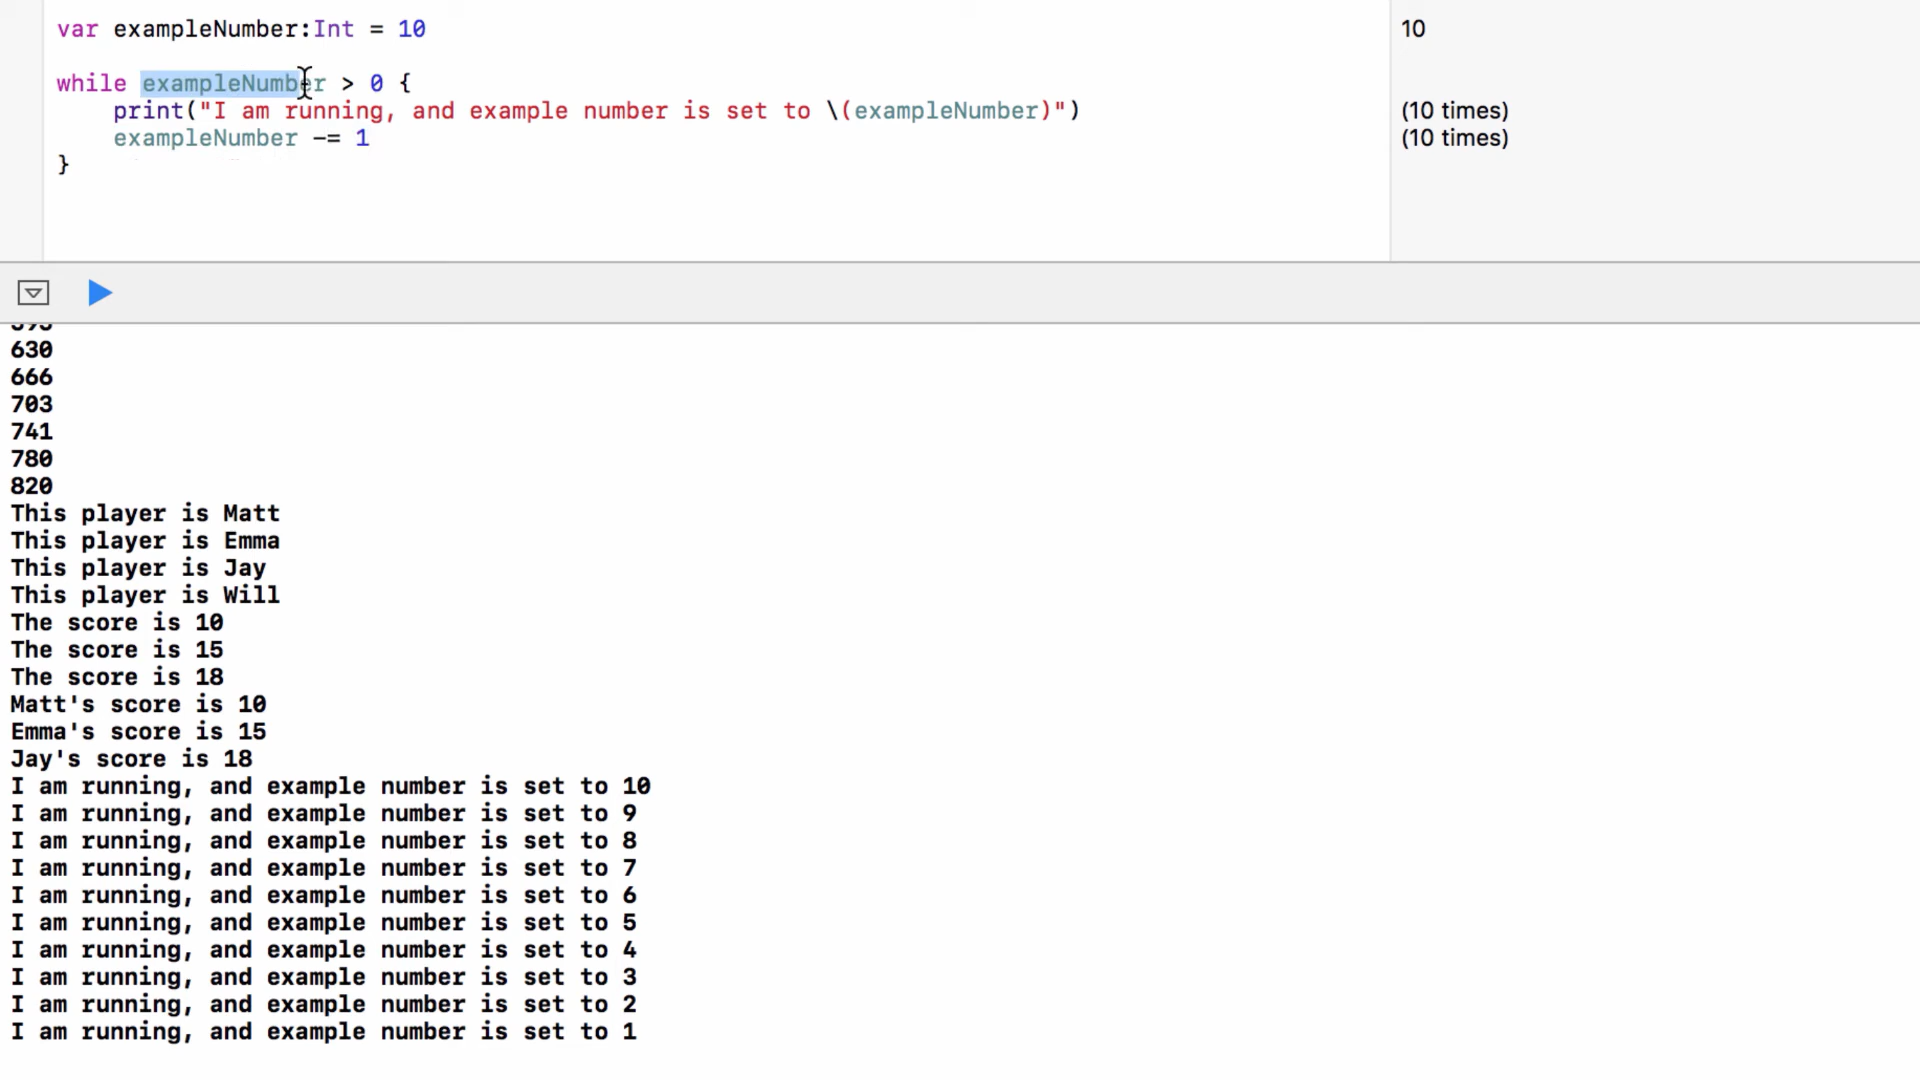 var exampleNumber:Int = 10
10
while exampleNumber > 0 {
print("I am running, and example number is set to \(exampleNumber)")
(10 times)
exampleNumber -= 1
(10 times)
}
630
666
703
741
780
820
This player is Matt
This player is Emma
This player is Jay
This player is Will
The score is 10
The score is 15
The score is 18
Matt's score is 10
Emma's score is 15
Jay's score is 18
I am running, and example number is set to 10
I am running, and example number is set to 9
I am running, and example number is set to 8
I am running, and example number is set to 7
I am running, and example number is set to 6
I am running, and example number is set to 5
I am running, and example number is set to 4
I am running, and example number is set to 3
I am running, and example number is set to 2
I am running, and example number is set to 1